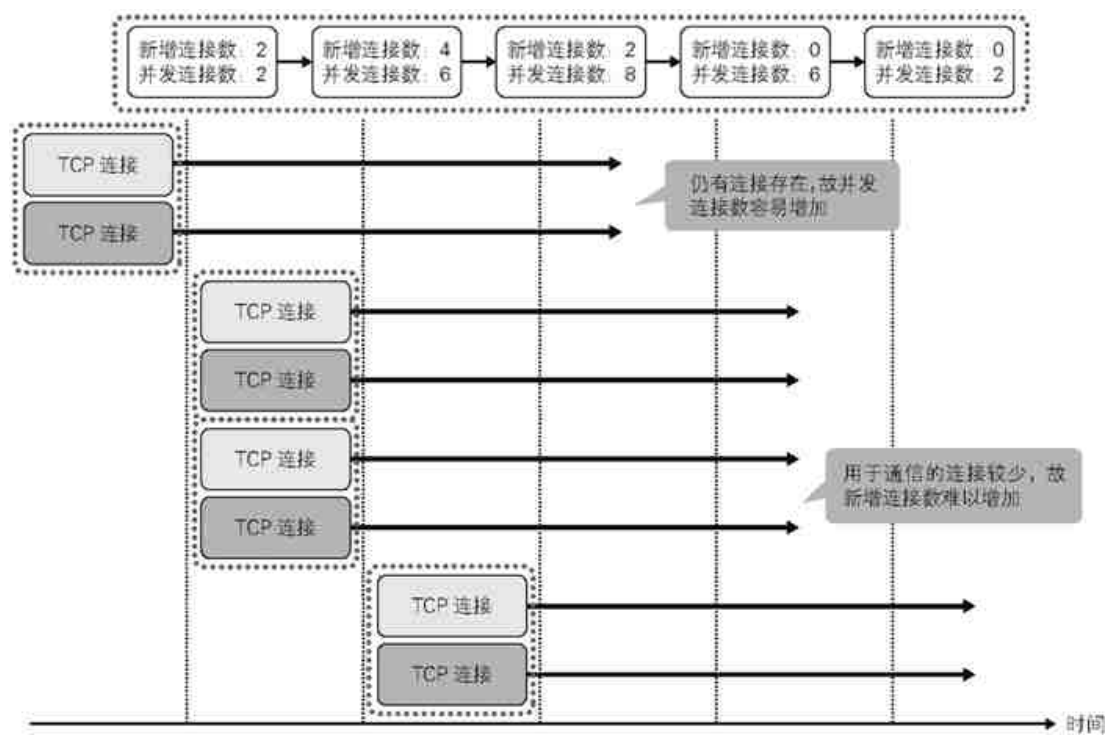 新增连接数：2
并发连接数：2
新增连接数：4
并发连接数：6
新增连接数：2
并发连接数：8
新增连接数：0
并发连接数：6
新增连接数：0
并发连接数：2
TCP 连接
TCP 连接
仍有连接存在，故并发
连接数容易增加
TCP 连接
TCP 连接
TCP 连接
TCP 连接
用于通信的连接较少，故
新增连接数难以增加
TCP 连接
TCP 连接
时间